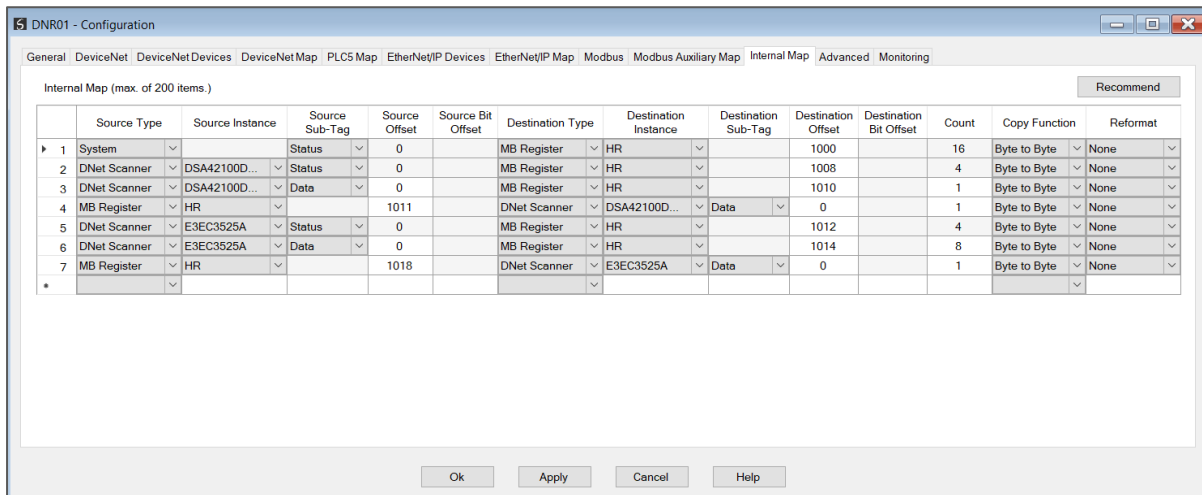 DNR01 - Configuration
General DeviceNet DeviceNet Devices DeviceNet Map PLC5 Map EtherNet/IP Devices EtherNet/IP Map Modbus Modbus Auxiliary Map Internal Map Advanced Monitoring
Internal Map (max. of 200 items.) Recommend
Source Type Source Instance Source Sub-Tag Source Offset Source Bit Offset Destination Type Destination Instance Destination Sub-Tag Destination Offset Destination Bit Offset Count Copy Function Reformat
1 System Status 0 MB Register HR 1000 16 Byte to Byte None
2 DNet Scanner DSA42100D... Status 0 MB Register HR 1008 4 Byte to Byte None
3 DNet Scanner DSA42100D... Data 0 MB Register HR 1010 1 Byte to Byte None
4 MB Register HR 1011 DNet Scanner DSA42100D... Data 0 1 Byte to Byte None
5 DNet Scanner E3EC3525A Status 0 MB Register HR 1012 4 Byte to Byte None
6 DNet Scanner E3EC3525A Data 0 MB Register HR 1014 8 Byte to Byte None
7 MB Register HR 1018 DNet Scanner E3EC3525A Data 0 1 Byte to Byte None
Ok Apply Cancel Help